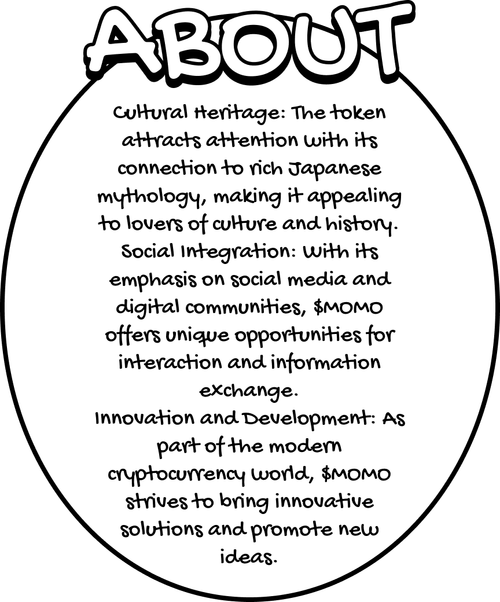 ABOUT
Cultural Heritage: The token
attracts attention with its
connection to rich Japanese
mythology, making it appealing
to lovers of culture and history.
Social Integration: With its
emphasis on social media and
digital communities, $MOMO
offers unique opportunities for
interaction and information
exchange.
Innovation and Development: As
part of the modern
cryptocurrency world, $MOMO
strives to bring innovative
solutions and promote new
ideas.